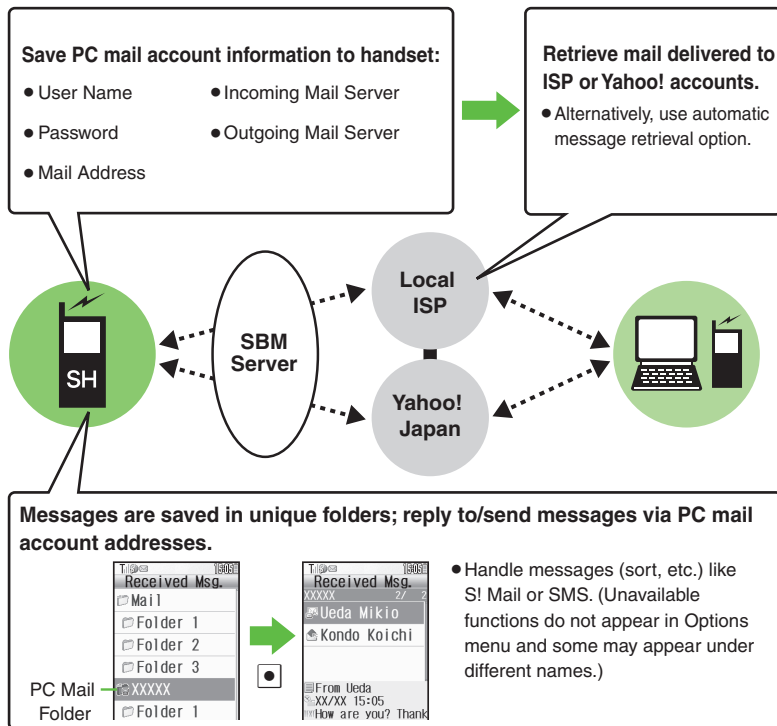 Save PC mail account information to handset:
● User Name
● Incoming Mail Server
● Password
● Outgoing Mail Server
● Mail Address
Retrieve mail delivered to
ISP or Yahoo! accounts.
● Alternatively, use automatic
message retrieval option.
SH
SBM
Server
Local
ISP
Yahoo!
Japan
Messages are saved in unique folders; reply to/send messages via PC mail
account addresses.
Received Msg.
Mail
Folder 1
Folder 2
Folder 3
XXXXX
Folder 1
PC Mail
Folder
Received Msg.
XXXXX 2/ 2
Ueda Mikio
Kondo Koichi
From Ueda
XX/XX 15:05
How are you? Thank
● Handle messages (sort, etc.) like
S! Mail or SMS. (Unavailable
functions do not appear in Options
menu and some may appear under
different names.)